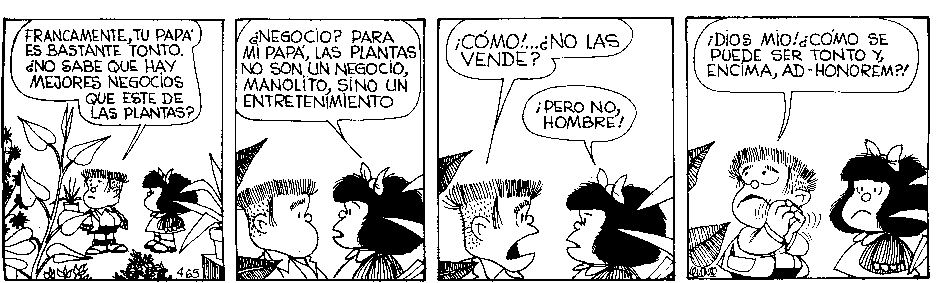 FRANCAMENTE, TU PAPÁ
ES BASTANTE TONTO.
¿NO SABE QUE HAY
MEJORES NEGOCIOS
QUE ESTE DE
LAS PLANTAS?
465
¿NEGOCIO? PARA
MI PAPÁ, LAS PLANTAS
NO SON UN NEGOCIO,
MANOLITO, SINO UN
ENTRETENIMIENTO
¡CÓMO!...¿NO LAS
VENDE?
¡PERO NO,
HOMBRE!
¡DIOS MÍO! ¿CÓMO SE
PUEDE SER TONTO Y,
ENCIMA, AD-HONOREM?!